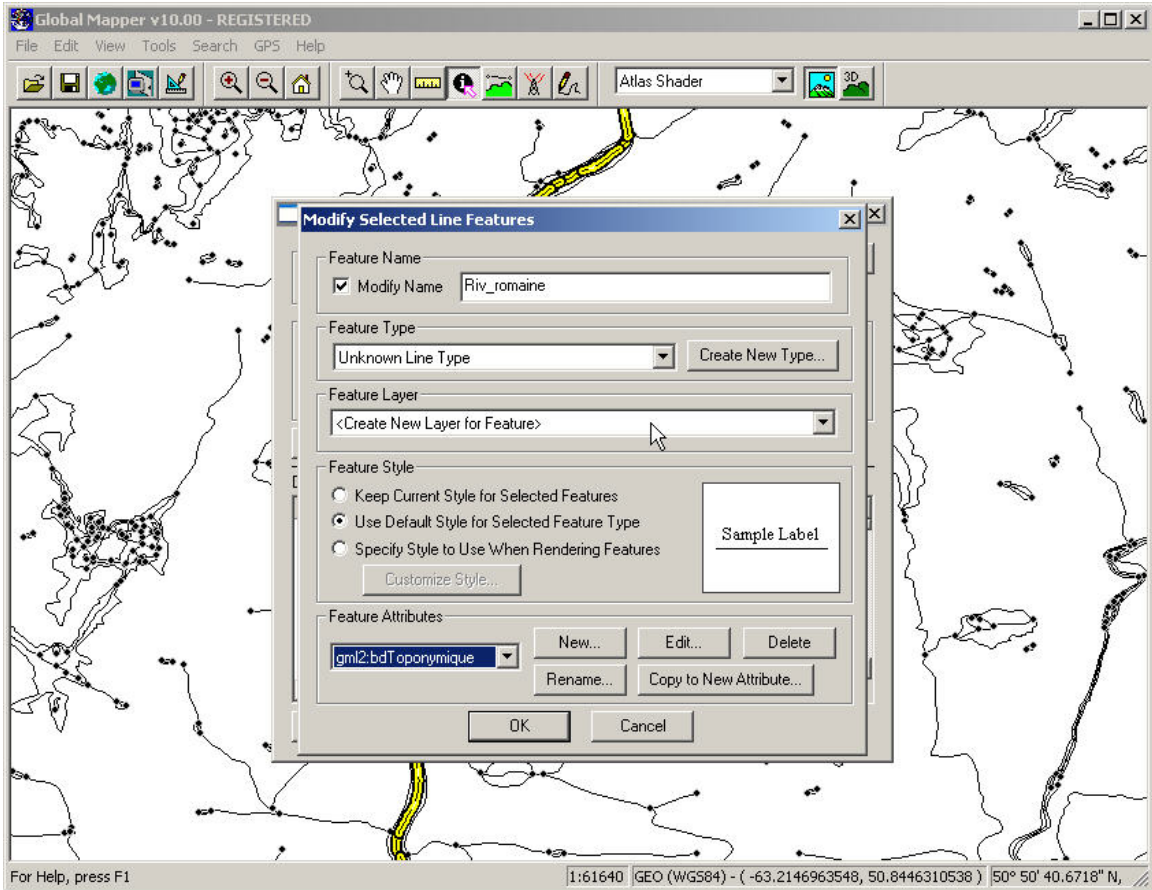 Global Mapper v10.00 - REGISTERED
File Edit View Tools Search GPS Help
Atlas Shader
3D
Modify Selected Line Features
Feature Name
Modify Name Riv_romaine
Feature Type
Unknown Line Type Create New Type...
Feature Layer
<Create New Layer for Feature>
Feature Style
Keep Current Style for Selected Features
Use Default Style for Selected Feature Type
Specify Style to Use When Rendering Features
Customize Style...
Sample Label
Feature Attributes
gml2:bdToponymique New... Edit... Delete
Rename... Copy to New Attribute...
OK Cancel
For Help, press F1 1:61640 GEO (WGS84) - ( -63.2146963548, 50.8446310538 ) 50° 50' 40.6718" N,